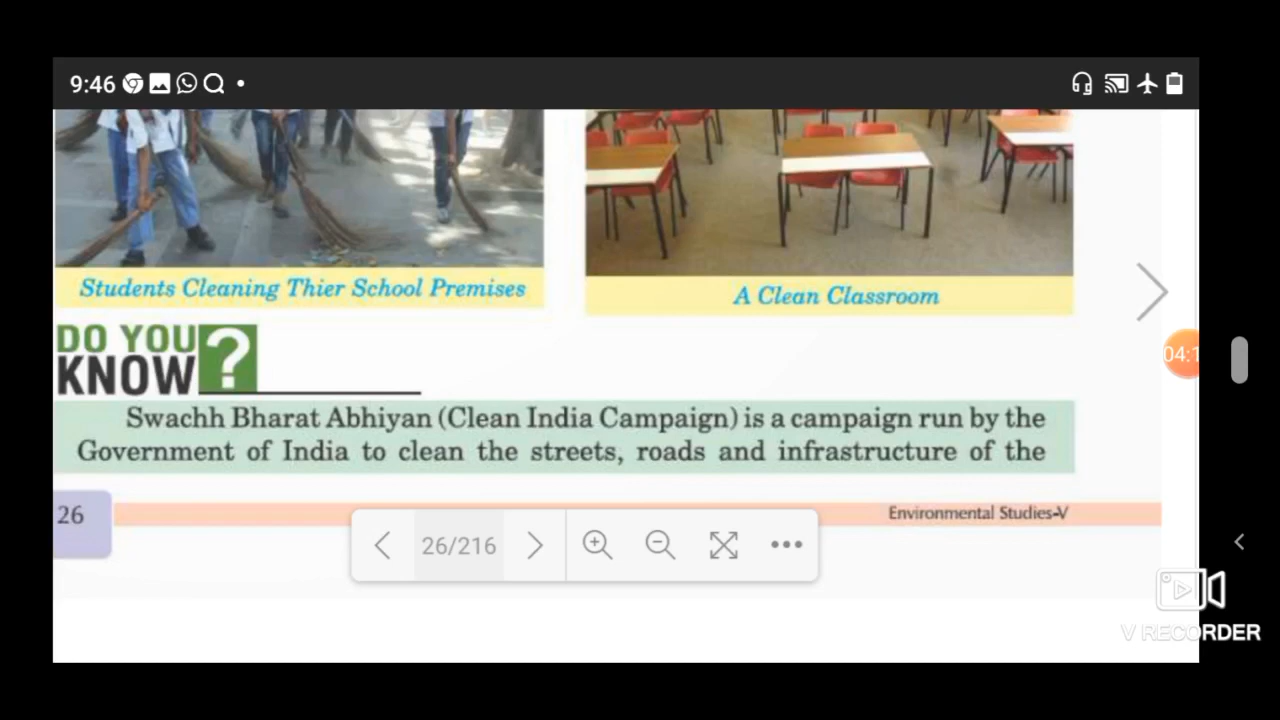 9:46
Students Cleaning Thier School Premises
A Clean Classroom
DO YOU
KNOW?
04:1
Swachh Bharat Abhiyan (Clean India Campaign) is a campaign run by the
Government of India to clean the streets, roads and infrastructure of the
26
Environmental Studies-V
26/216
V RECORDER